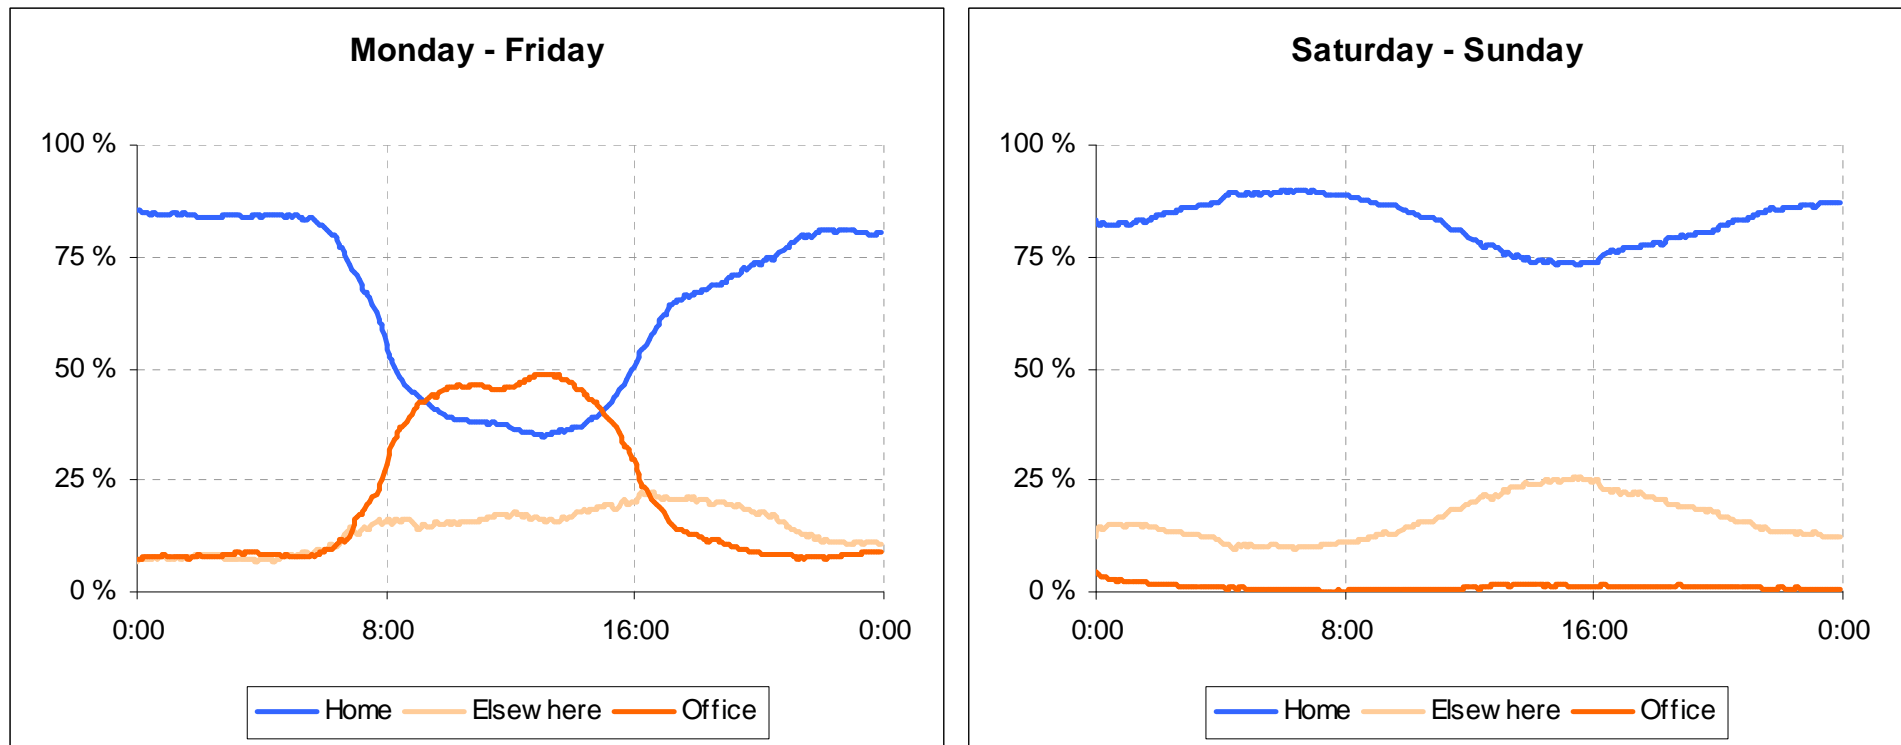 Monday - Friday
100 %
75 %
50 %
25 %
0 %
0:00 8:00 16:00 0:00
Home Elsew here Office
Saturday - Sunday
100 %
75 %
50 %
25 %
0 %
0:00 8:00 16:00 0:00
Home Elsew here Office